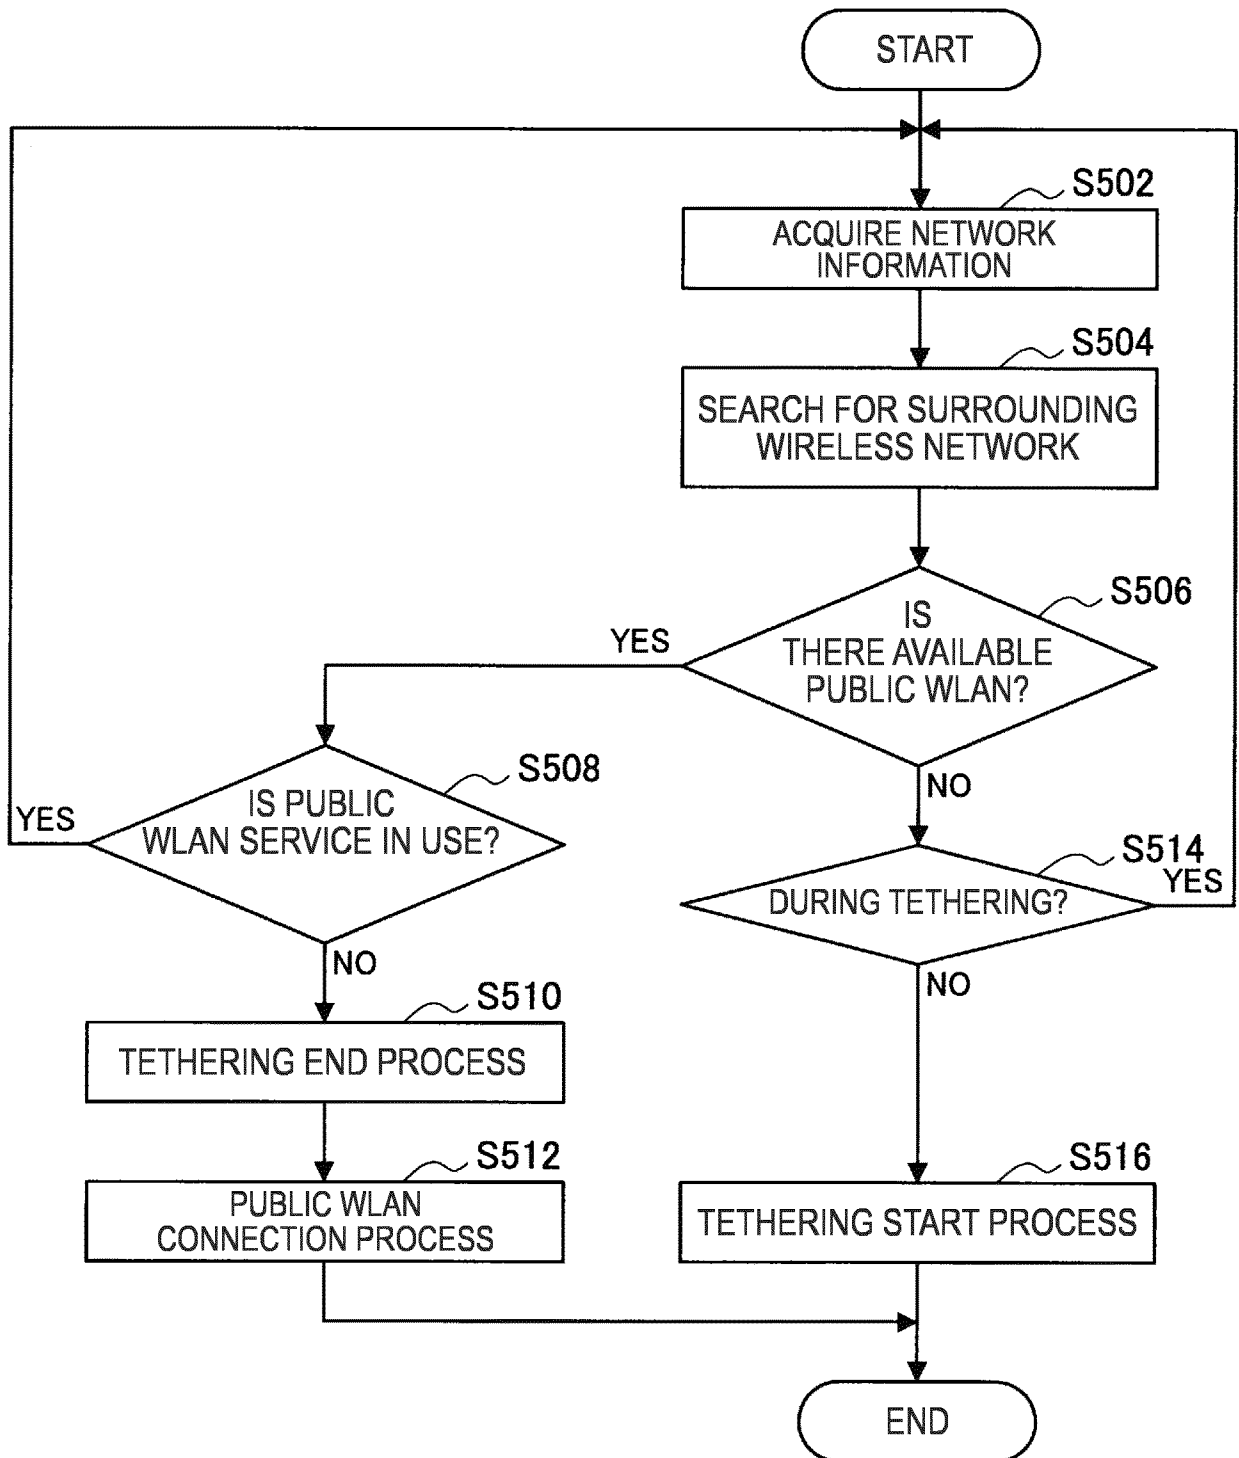 START
S502
ACQUIRE NETWORK
INFORMATION
S504
SEARCH FOR SURROUNDING
WIRELESS NETWORK
S506
IS
THERE AVAILABLE
PUBLIC WLAN?
YES
NO
S508
IS PUBLIC
WLAN SERVICE IN USE?
YES
NO
S514
DURING TETHERING?
YES
NO
S510
TETHERING END PROCESS
S512
PUBLIC WLAN
CONNECTION PROCESS
S516
TETHERING START PROCESS
END